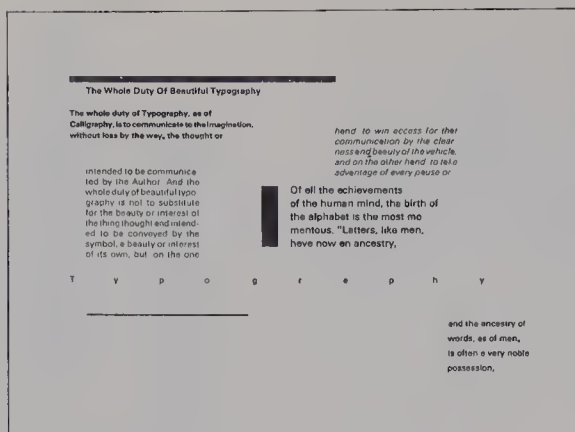 The Whole Duty Of Beautiful Typography
The whole duty of Typography, as of
Calligraphy, is to communicate to the Imagination,
without loss by the way, the thought or
intended to be communica
ted by the Author And the
whole duty of beautiful typo
graphy is not to substitute
for the beauty or interest of
the thing thought and intend-
ed to be conveyed by the
symbol, a beauty or interest
of its own, but on the one
hand to win access for that
communication by the clear
ness and beauty of the vehicle,
and on the other hand to take
advantage of every pause or
Of all the achievements
of the human mind, the birth of
the alphabet is the most mo
mentous. "Letters, like men,
have now an ancestry,
T y p o g r a p h y
and the ancestry of
words, as of men,
is often a very noble
possession,